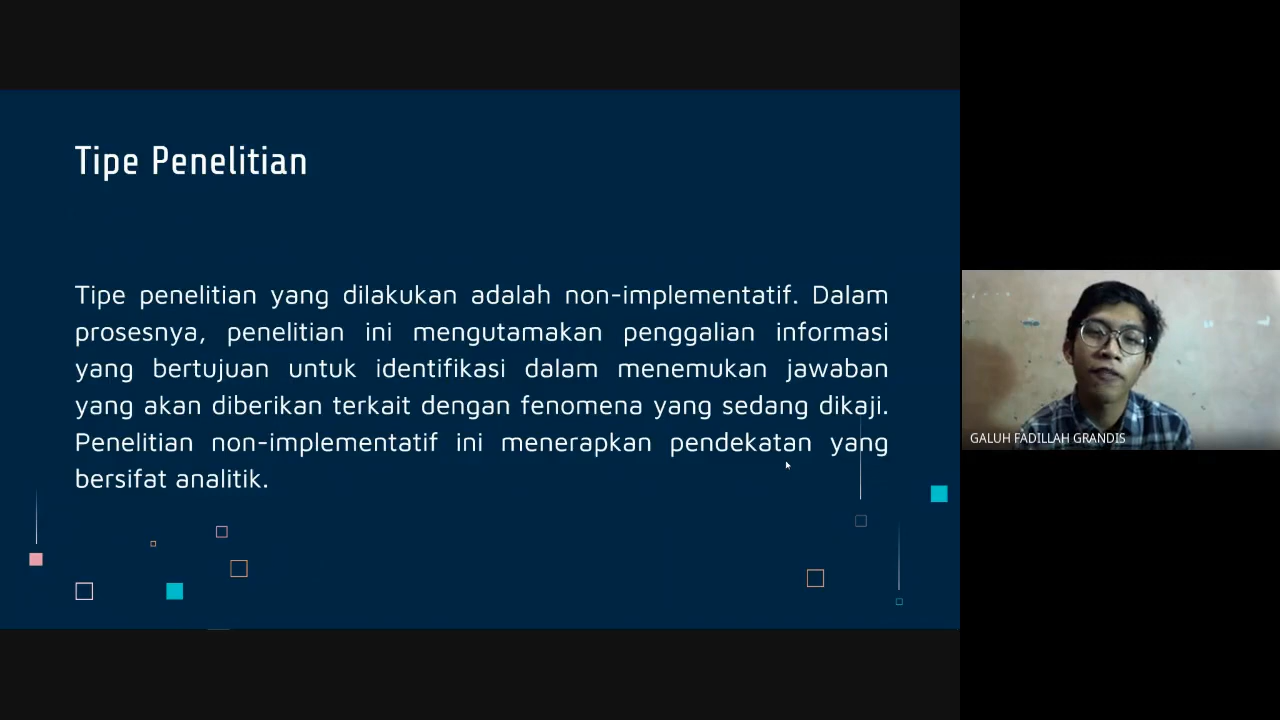 Tipe Penelitian
Tipe penelitian yang dilakukan adalah non-implementatif. Dalam
prosesnya, penelitian ini mengutamakan penggalian informasi
yang bertujuan untuk identifikasi dalam menemukan jawaban
yang akan diberikan terkait dengan fenomena yang sedang dikaji.
Penelitian non-implementatif ini menerapkan pendekatan yang
bersifat analitik.
GALUH FADILLAH GRANDIS